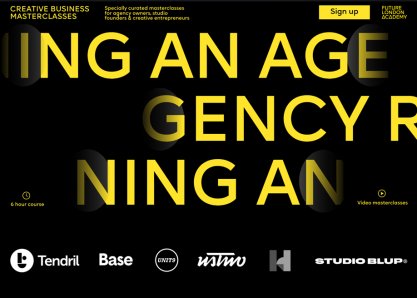 CREATIVE BUSINESS
MASTERCLASSES
Specially curated masterclasses
for agency owners, studio
founders & creative entrepreneurs
Sign up
FUTURE
LONDON
ACADEMY
ING AN AGE
GENCY R
NING AN
6 hour course
Video masterclasses
Tendril
Base
UNIT9
ustwo
STUDIO BLUP®